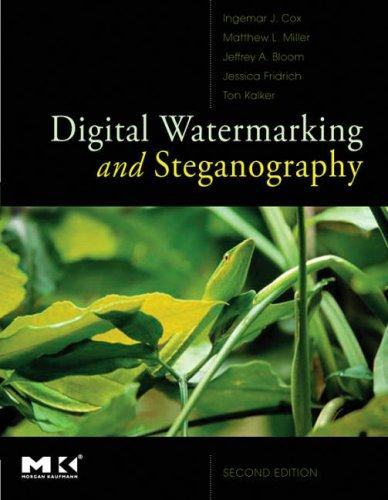 Ingemar J. Cox
Matthew L. Miller
Jeffrey A. Bloom
Jessica Fridrich
Ton Kalker
Digital Watermarking
and Steganography
MK
MORGAN KAUFMANN
SECOND EDITION